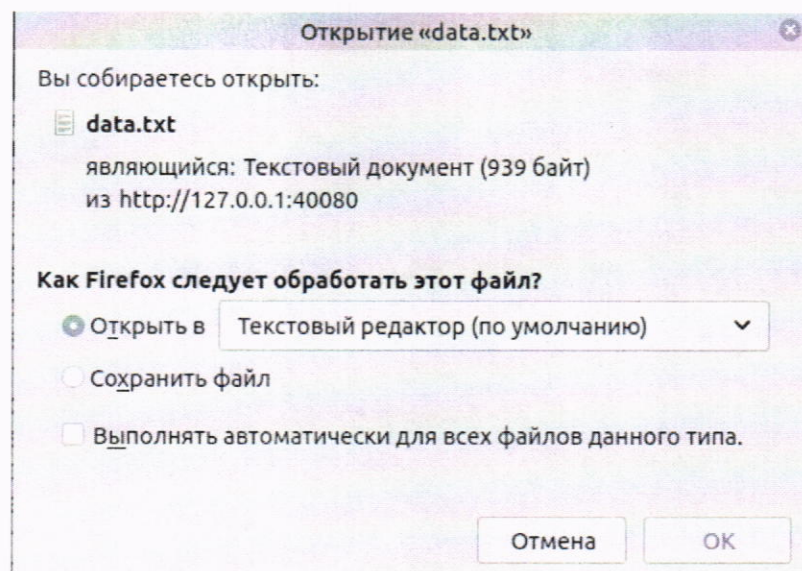 Открытие «data.txt»
Вы собираетесь открыть:
data.txt
являющийся: Текстовый документ (939 байт)
из http://127.0.0.1:40080
Как Firefox следует обработать этот файл?
Открыть в Текстовый редактор (по умолчанию)
Сохранить файл
Выполнять автоматически для всех файлов данного типа.
Отмена ОК